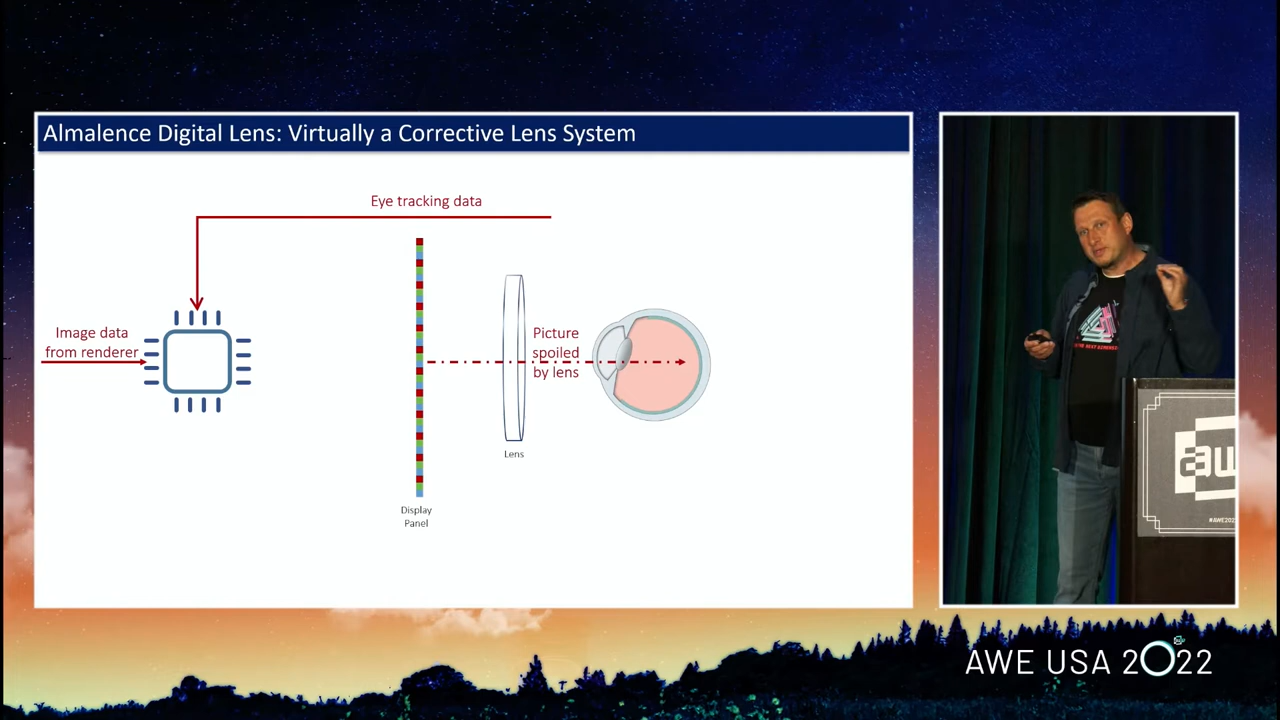 Almalence Digital Lens: Virtually a Corrective Lens System
Eye tracking data
Image data
from renderer
Picture
spoiled
by lens
Lens
Display
Panel
AWE USA 2022